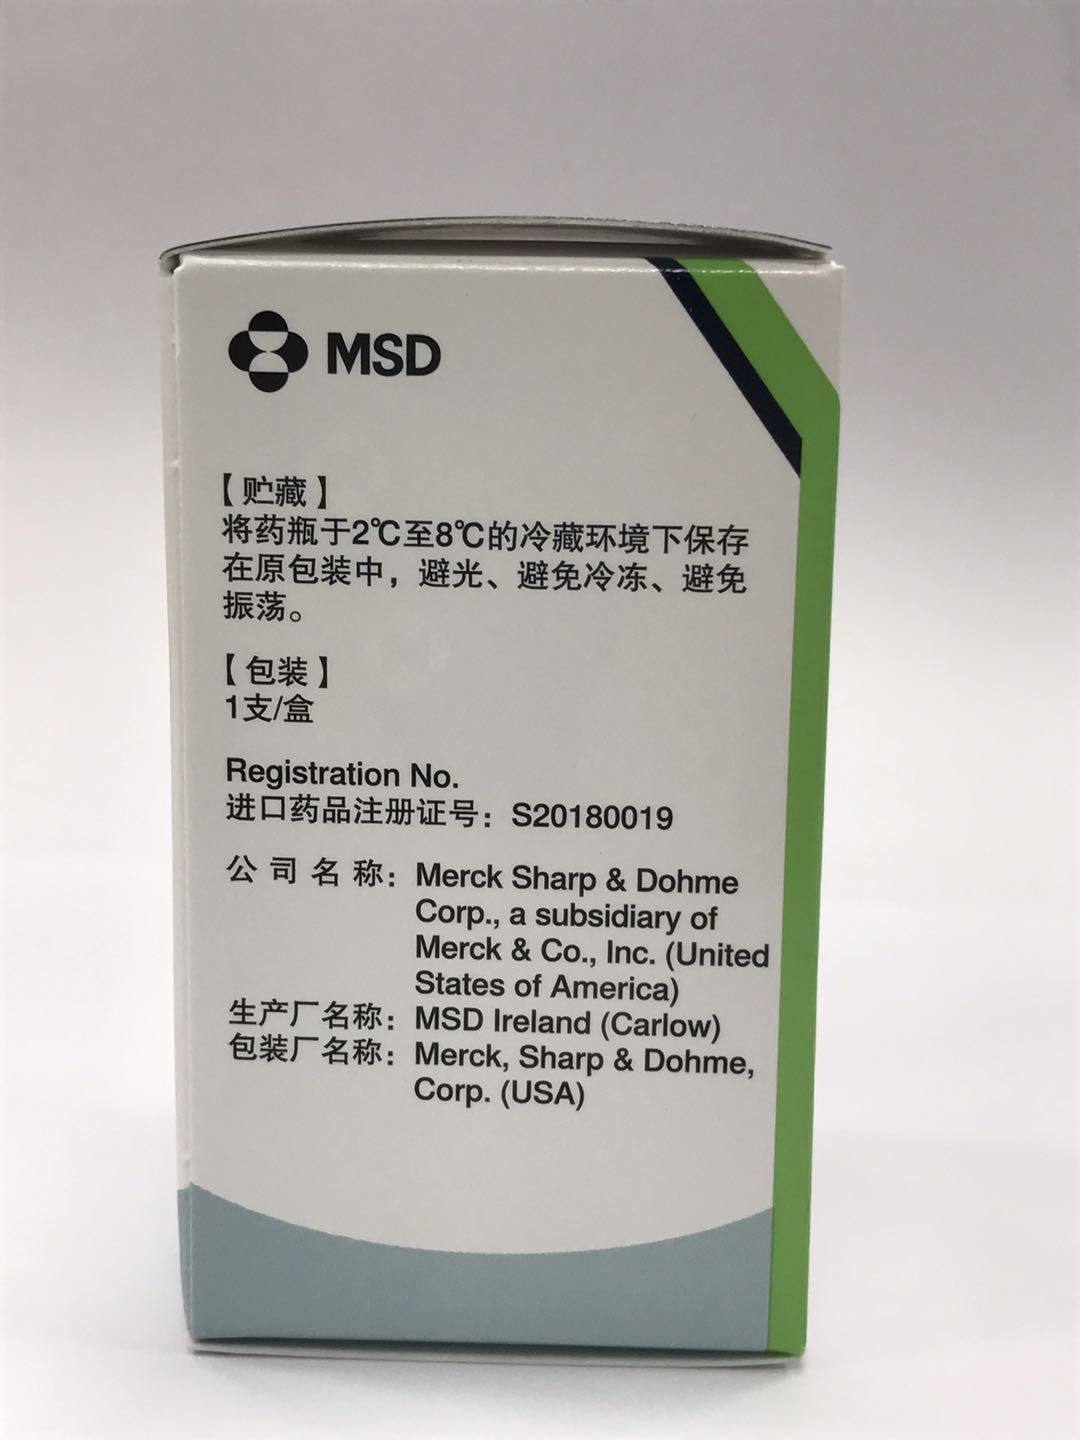 MSD
【贮藏】
将药瓶于2℃至8℃的冷藏环境下保存
在原包装中，避光、避免冷冻、避免
振荡。
【包装】
1支/盒
Registration No.
进口药品注册证号：S20180019
公司名称：Merck Sharp & Dohme
Corp., a subsidiary of
Merck & Co., Inc. (United
States of America)
生产厂名称：MSD Ireland (Carlow)
包装厂名称：Merck, Sharp & Dohme,
Corp. (USA)